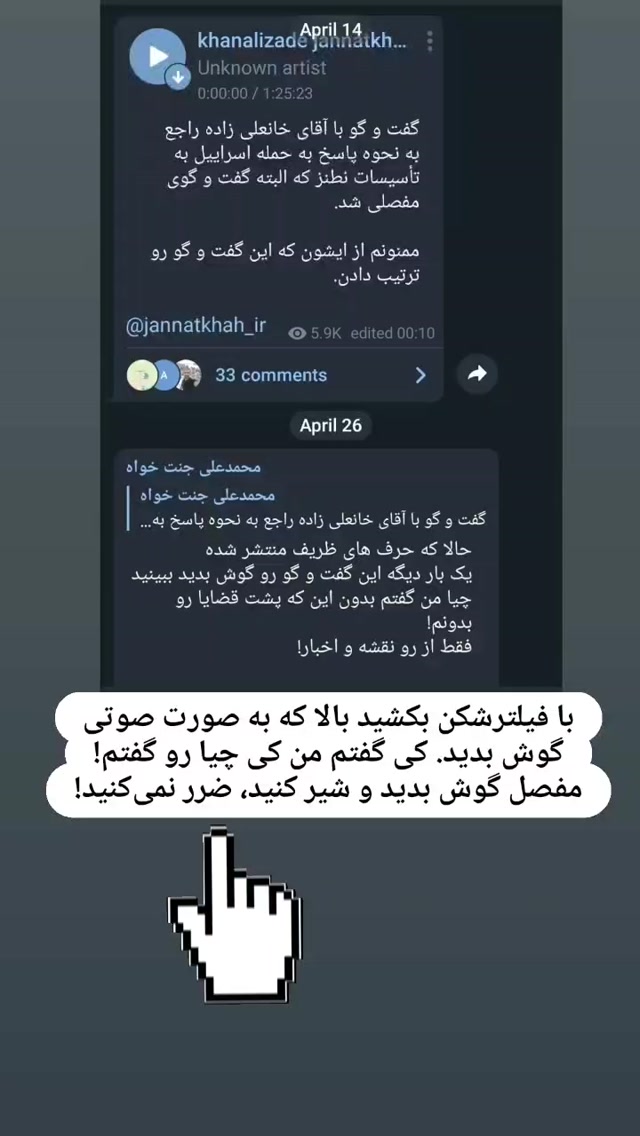 April 14
khanalizade jannatkh...
Unknown artist
0:00:00 / 1:25:23
گفت و گو با آقای خانعلی زاده راجع
به نحوه پاسخ به حمله اسراییل به
تأسیسات نطنز که البته گفت و گوی
مفصلی شد.
ممنونم از ایشون که این گفت و گو رو
ترتیب دادن.
@jannatkhah_ir
5.9K edited 00:10
A
33 comments
April 26
محمدعلی جنت خواه
محمدعلی جنت خواه
گفت و گو با آقای خانعلی زاده راجع به نحوه پاسخ به...
حالا که حرف های ظریف منتشر شده
یک بار دیگه این گفت و گو رو گوش بدید ببینید
چیا من گفتم بدون این که پشت قضایا رو
بدونم!
فقط از رو نقشه و اخبار!
با فیلترشکن بکشید بالا که به صورت صوتی
گوش بدید. کی گفتم من کی چیا رو گفتم!
مفصل گوش بدید و شیر کنید، ضرر نمی‌کنید!